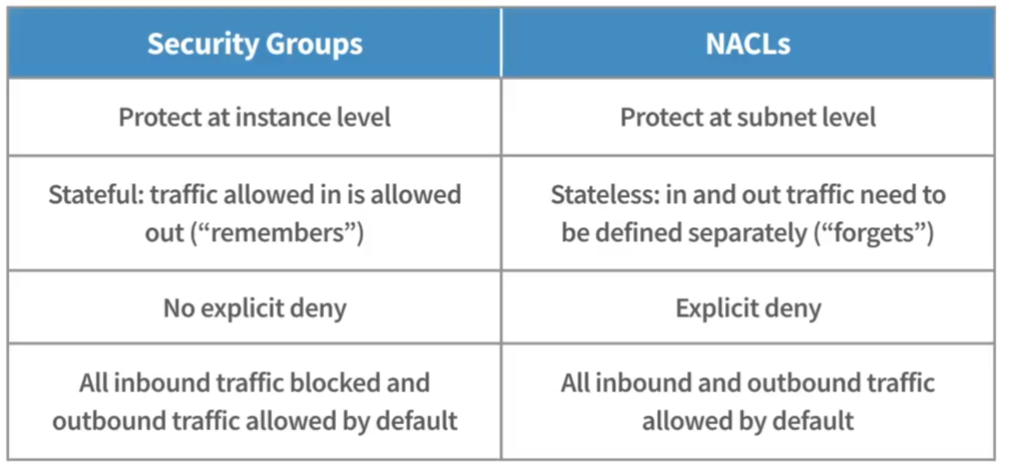 Security Groups
NACLs
Protect at instance level
Protect at subnet level
Stateful: traffic allowed in is allowed
out (“remembers”)
Stateless: in and out traffic need to
be defined separately (“forgets”)
No explicit deny
Explicit deny
All inbound traffic blocked and
outbound traffic allowed by default
All inbound and outbound traffic
allowed by default